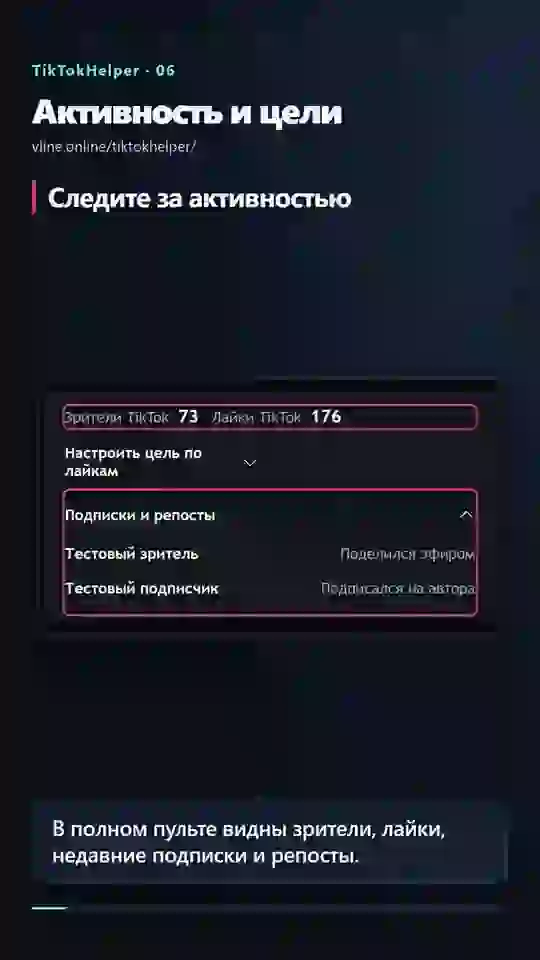 TikTokHelper · 06
Активность и цели
vline.online/tiktokhelper/
Следите за активностью
Зрители TikTok 73 Лайки TikTok 176
Настроить цель по
лайкам
Подписки и репосты
Тестовый зритель Поделился эфиром
Тестовый подписчик Подписался на автора
В полном пульте видны зрители, лайки,
недавние подписки и репосты.